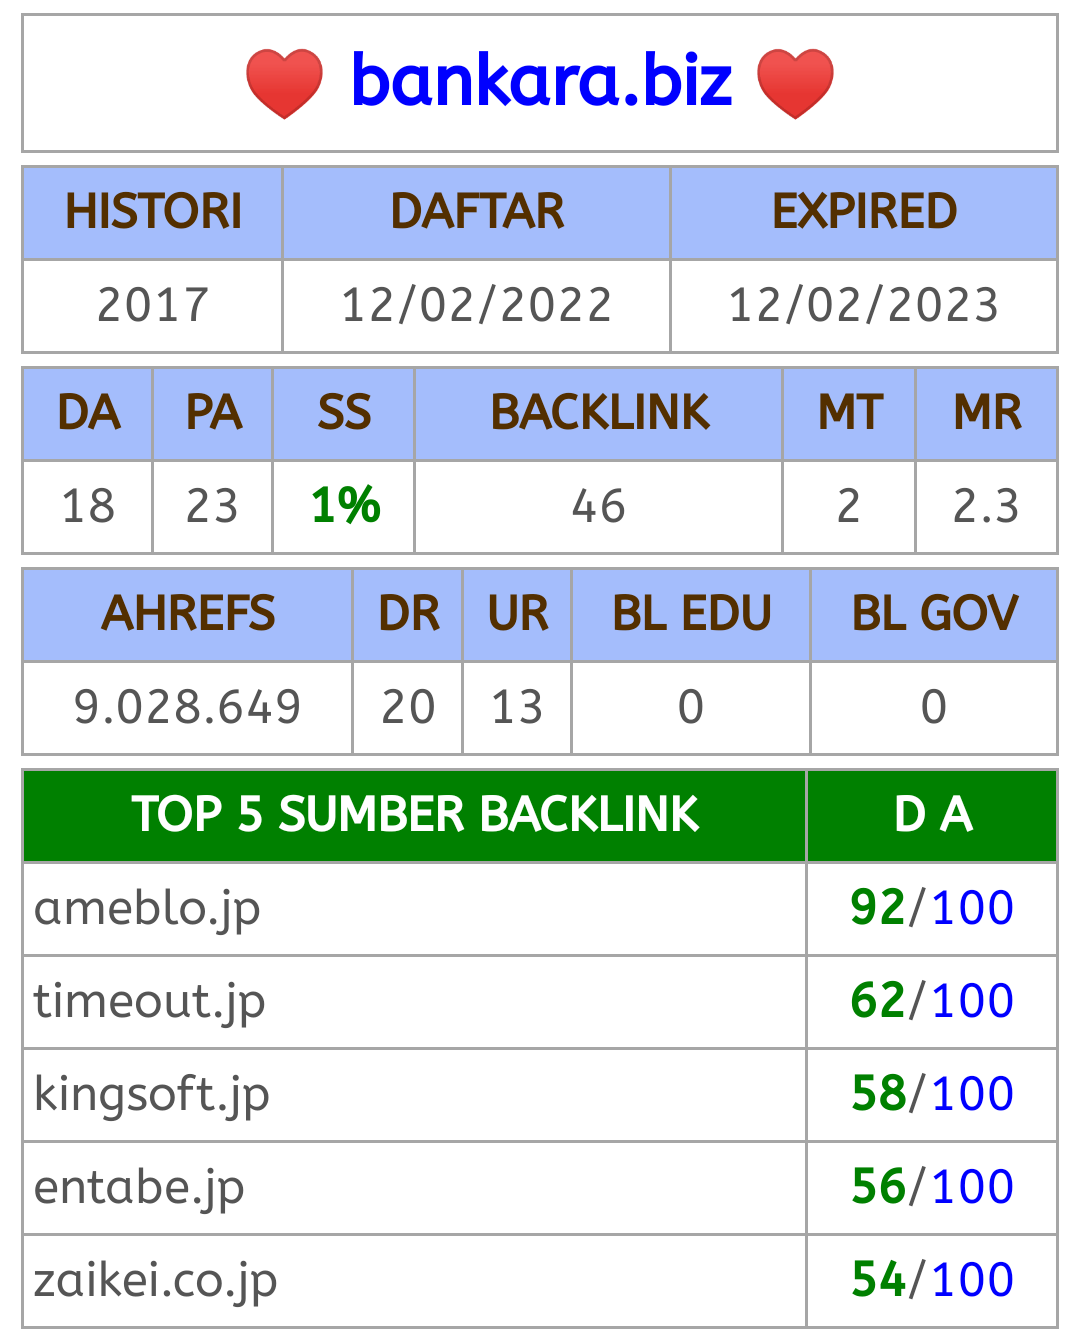 ♥ bankara.biz ♥
HISTORI DAFTAR EXPIRED
2017 12/02/2022 12/02/2023
DA PA SS BACKLINK MT MR
18 23 1% 46 2 2.3
AHREFS DR UR BL EDU BL GOV
9.028.649 20 13 0 0
TOP 5 SUMBER BACKLINK D A
ameblo.jp 92/100
timeout.jp 62/100
kingsoft.jp 58/100
entabe.jp 56/100
zaikei.co.jp 54/100